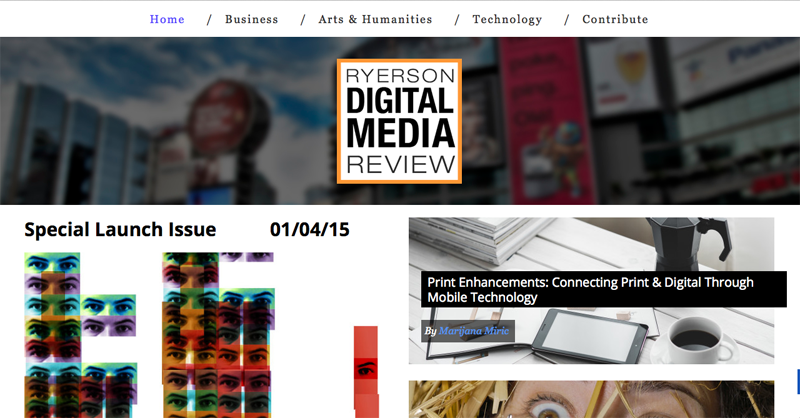 Home / Business / Arts & Humanities / Technology / Contribute
RYERSON
DIGITAL
MEDIA
REVIEW
Special Launch Issue 01/04/15
Print Enhancements: Connecting Print & Digital Through
Mobile Technology
By Marijana Miric